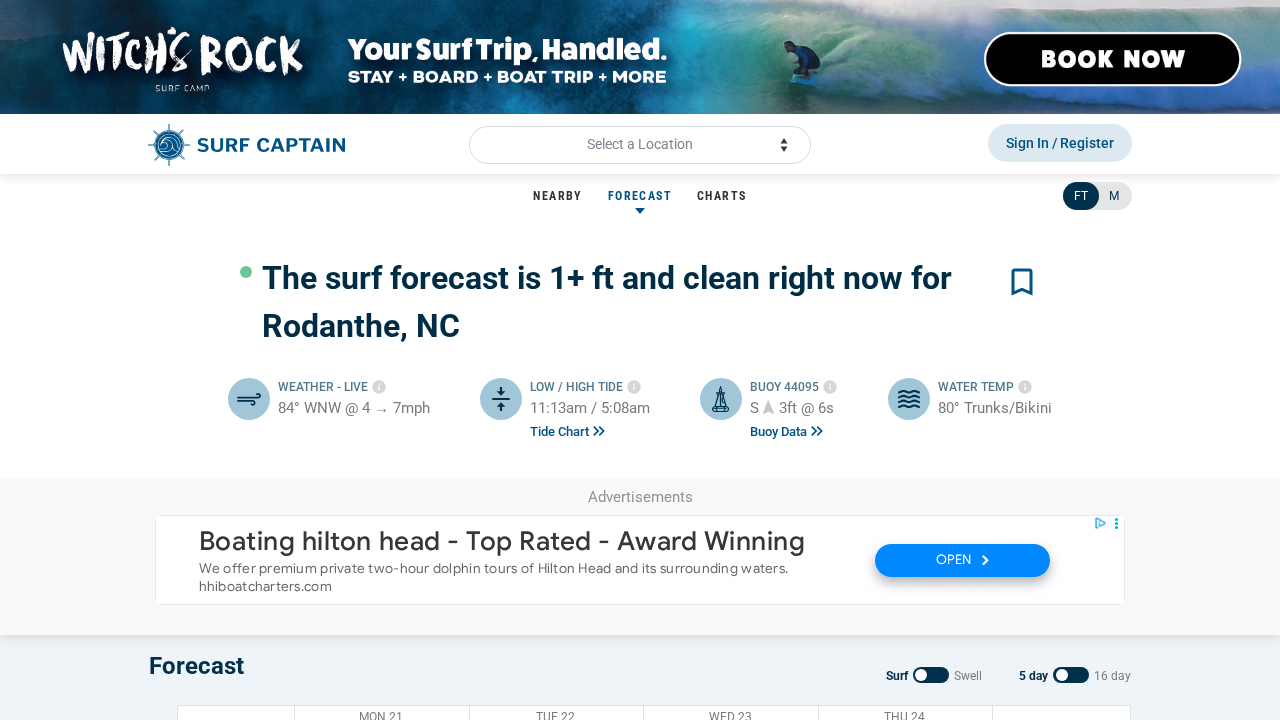 WITCH'S ROCK
SURF CAMP
Your Surf Trip, Handled.
STAY + BOARD + BOAT TRIP + MORE
BOOK NOW
SURF CAPTAIN
Select a Location
Sign In / Register
NEARBY
FORECAST
CHARTS
FT
M
The surf forecast is 1+ ft and clean right now for
Rodanthe, NC
WEATHER - LIVE
84° WNW @ 4 → 7mph
LOW / HIGH TIDE
11:13am / 5:08am
Tide Chart
BUOY 44095
S 3ft @ 6s
Buoy Data
WATER TEMP
80° Trunks/Bikini
Advertisements
Boating hilton head - Top Rated - Award Winning
We offer premium private two-hour dolphin tours of Hilton Head and its surrounding waters.
hhiboatcharters.com
OPEN
Forecast
Surf
Swell
5 day
16 day
MON 21
TUE 22
WED 23
THU 24